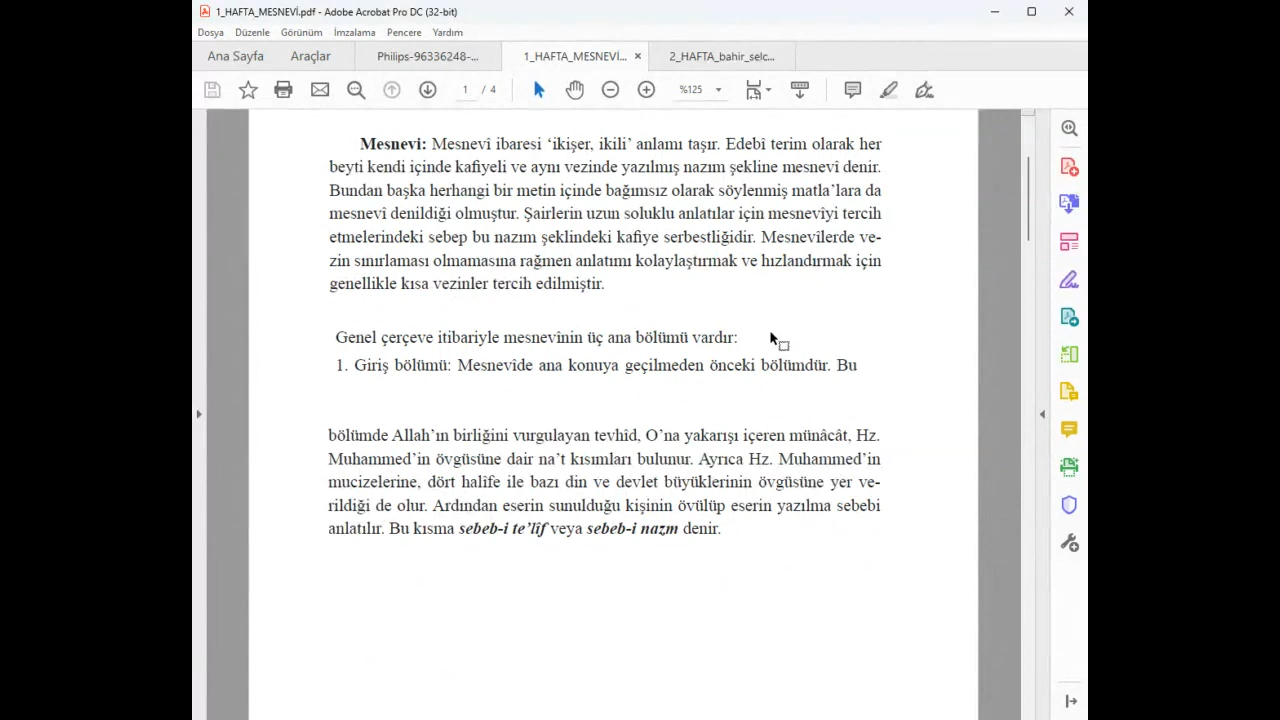 1_HAFTA_MESNEVİ.pdf - Adobe Acrobat Pro DC (32-bit)
Dosya Düzenle Görünüm İmzalama Pencere Yardım
Ana Sayfa Araçlar Philips-96336248-... 1_HAFTA_MESNEVİ... × 2_HAFTA_bahir_selc...
1 / 4 %125
Mesnevi: Mesnevî ibaresi ‘ikişer, ikili’ anlamı taşır. Edebî terim olarak her
beyti kendi içinde kafiyeli ve aynı vezinde yazılmış nazım şekline mesnevî denir.
Bundan başka herhangi bir metin içinde bağımsız olarak söylenmiş matla’lara da
mesnevî denildiği olmuştur. Şairlerin uzun soluklu anlatılar için mesnevîyi tercih
etmelerindeki sebep bu nazım şeklindeki kafiye serbestliğidir. Mesnevîlerde ve-
zin sınırlaması olmamasına rağmen anlatımı kolaylaştırmak ve hızlandırmak için
genellikle kısa vezinler tercih edilmiştir.
Genel çerçeve itibariyle mesnevînin üç ana bölümü vardır:
1. Giriş bölümü: Mesnevîde ana konuya geçilmeden önceki bölümdür. Bu
bölümde Allah’ın birliğini vurgulayan tevhîd, O’na yakarışı içeren münâcât, Hz.
Muhammed’in övgüsüne dair na’t kısımları bulunur. Ayrıca Hz. Muhammed’in
mucizelerine, dört halîfe ile bazı din ve devlet büyüklerinin övgüsüne yer ve-
rildiği de olur. Ardından eserin sunulduğu kişinin övülüp eserin yazılma sebebi
anlatılır. Bu kısma sebeb-i te’lîf veya sebeb-i nazm denir.